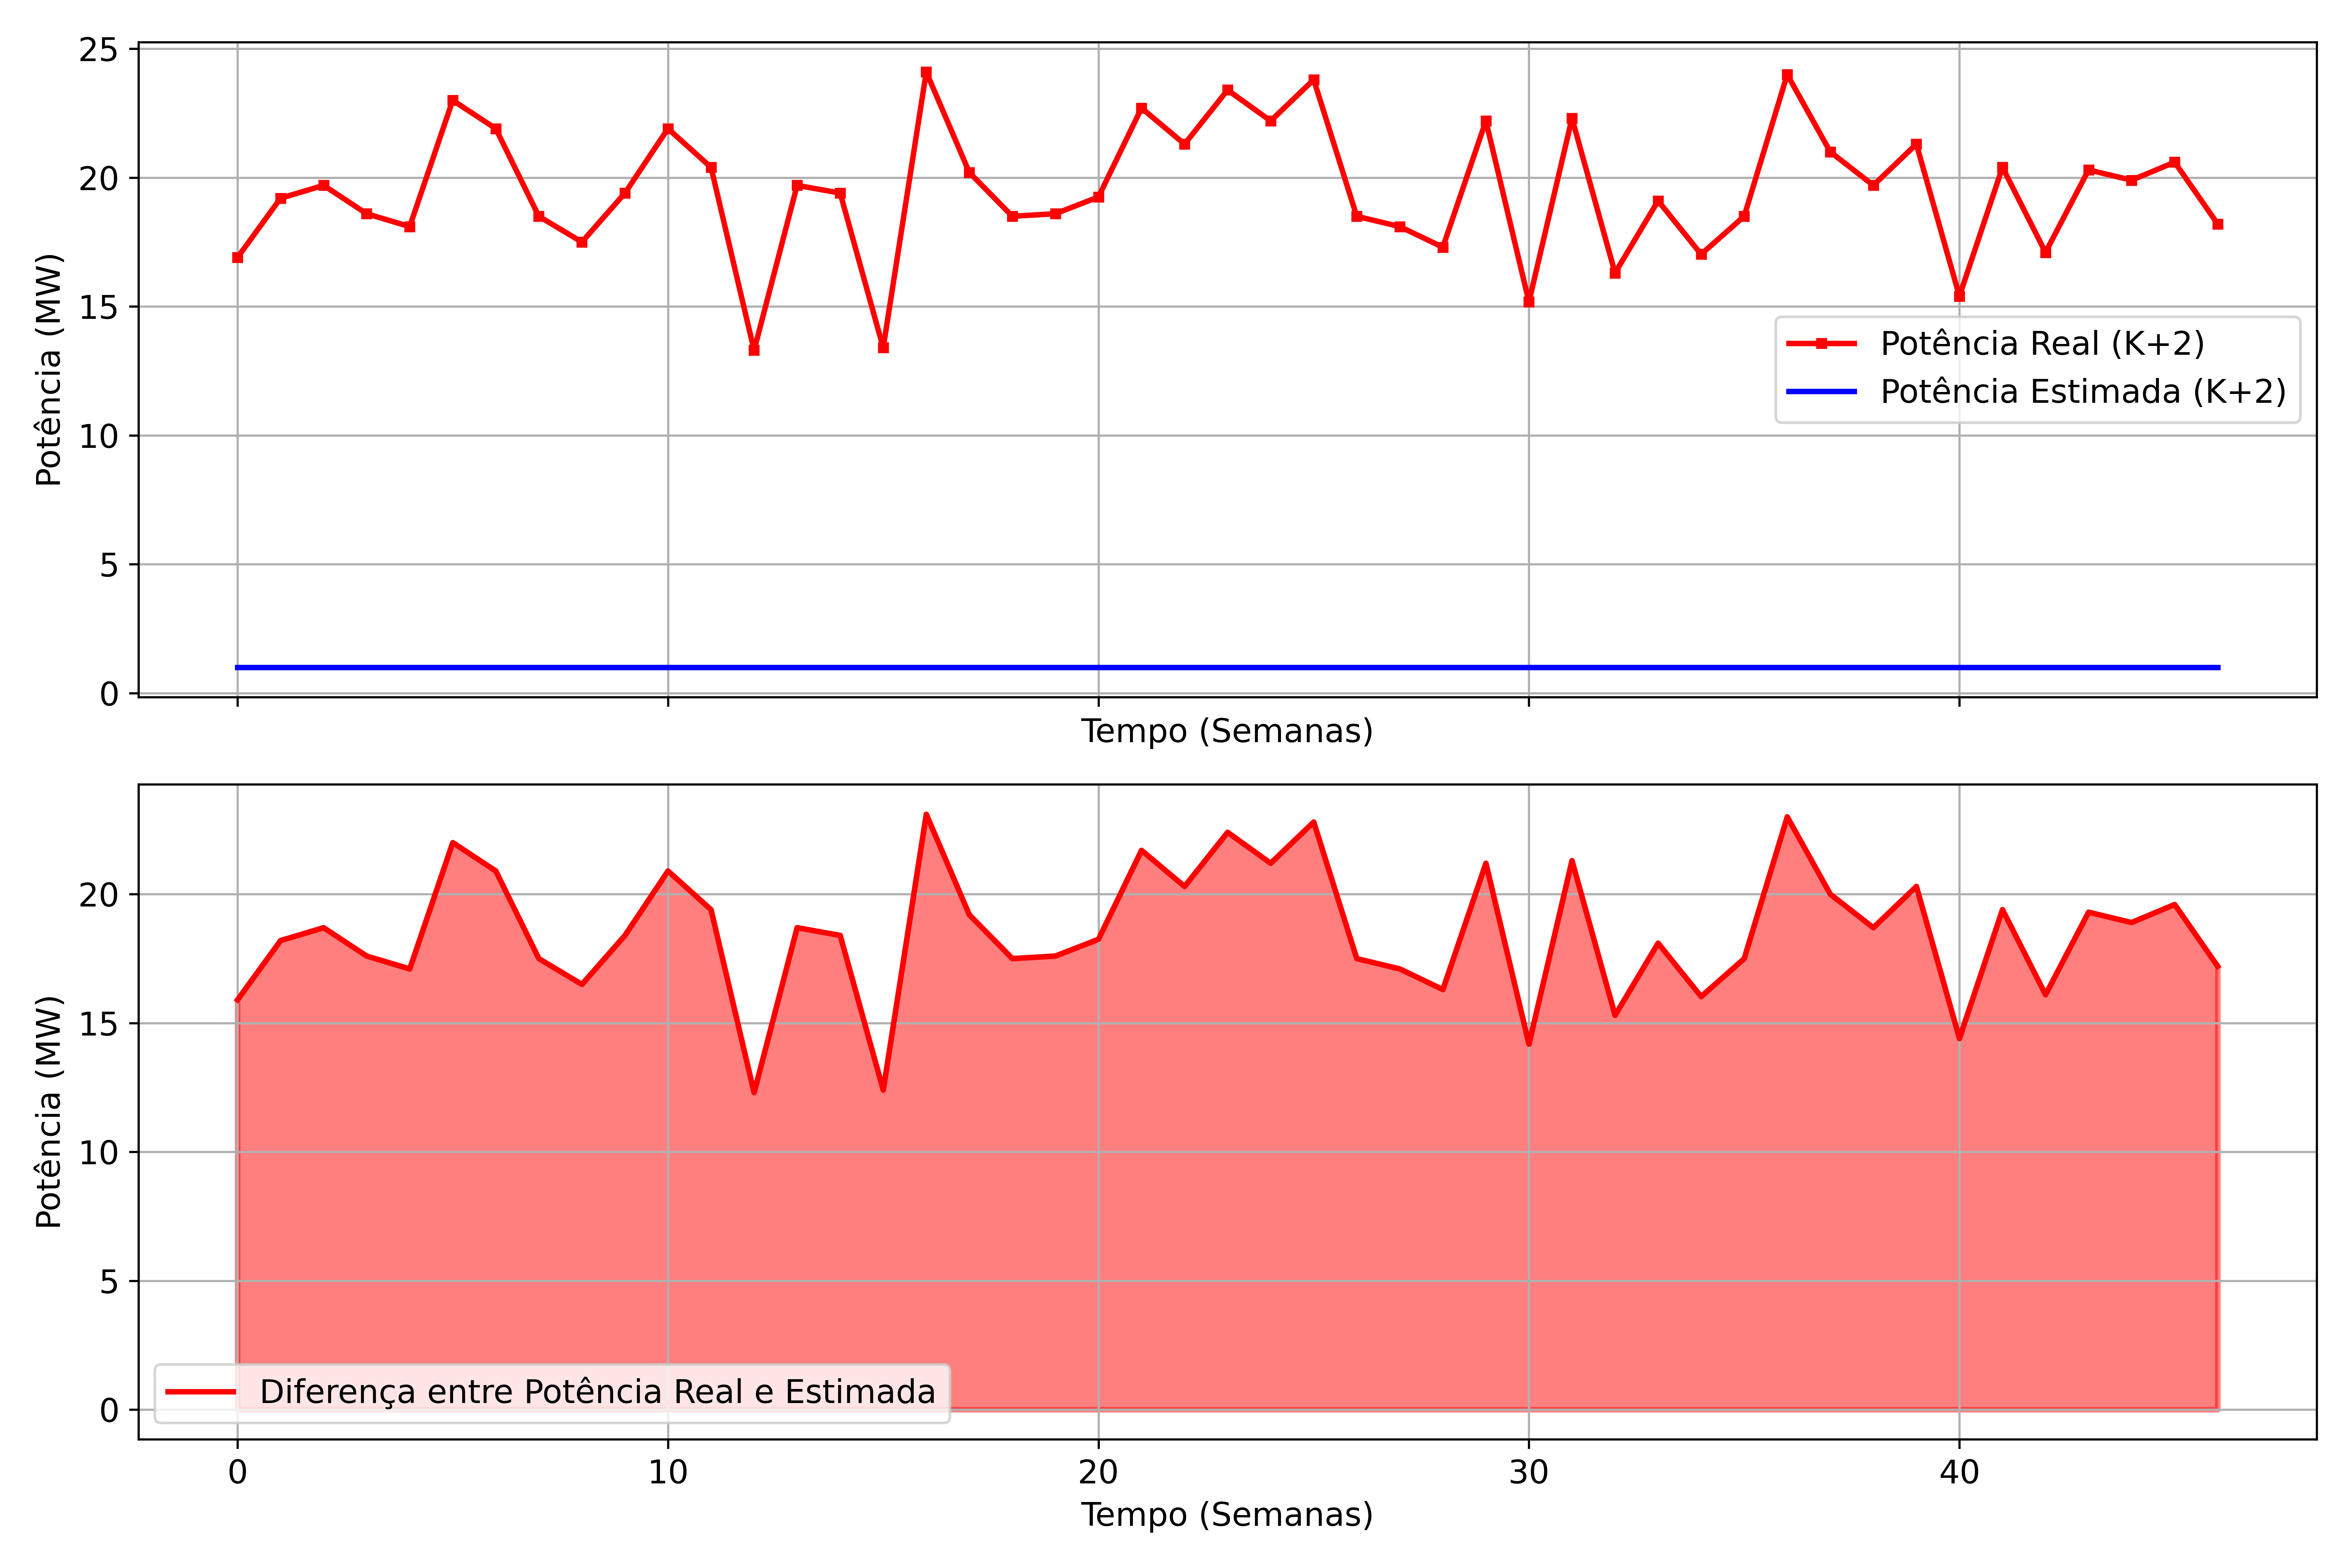 25
20
15
10
5
0
Potência (MW)
Potência Real (K+2)
Potência Estimada (K+2)
Tempo (Semanas)
20
15
10
5
0
Potência (MW)
Diferença entre Potência Real e Estimada
0 10 20 30 40
Tempo (Semanas)